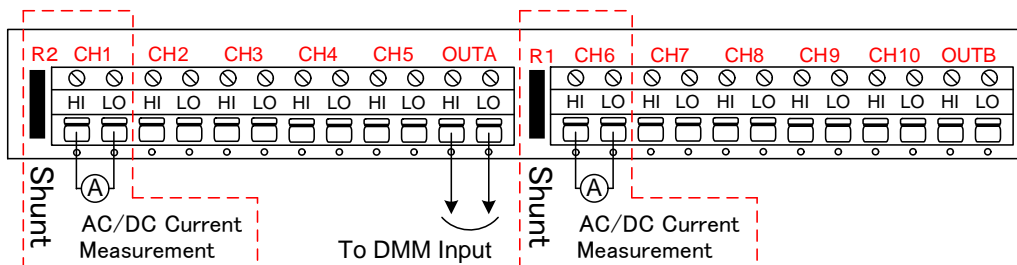 R2 CH1 CH2 CH3 CH4 CH5 OUTA R1 CH6 CH7 CH8 CH9 CH10 OUTB
HI LO HI LO HI LO HI LO HI LO HI LO HI LO HI LO HI LO HI LO HI LO HI LO
Shunt
A
AC/DC Current
Measurement
To DMM Input
Shunt
A
AC/DC Current
Measurement